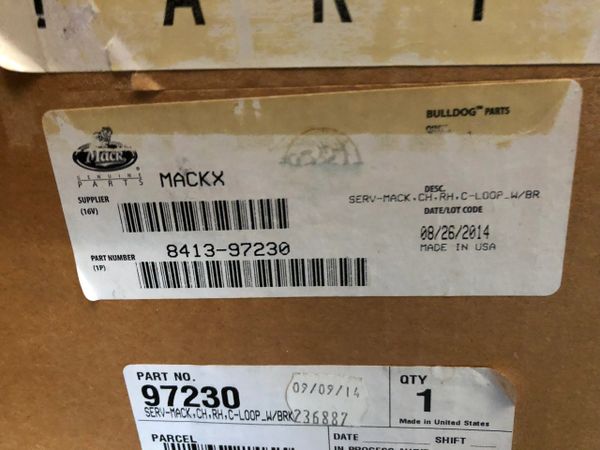 ! A R T
Mack
GENUINE
PARTS
MACKX
BULLDOG™ PARTS
SUPPLIER
(16V)
DESC.
SERV-MACK,CH,RH,C-LOOP_W/BR
DATE/LOT CODE
08/26/2014
MADE IN USA
PART NUMBER
(1P)
8413-97230
PART NO.
97230
09/09/14
QTY
1
SERV-MACK,CH,RH,C-LOOP_W/BRK
236887
Made in United States
PARCEL
DATE
SHIFT